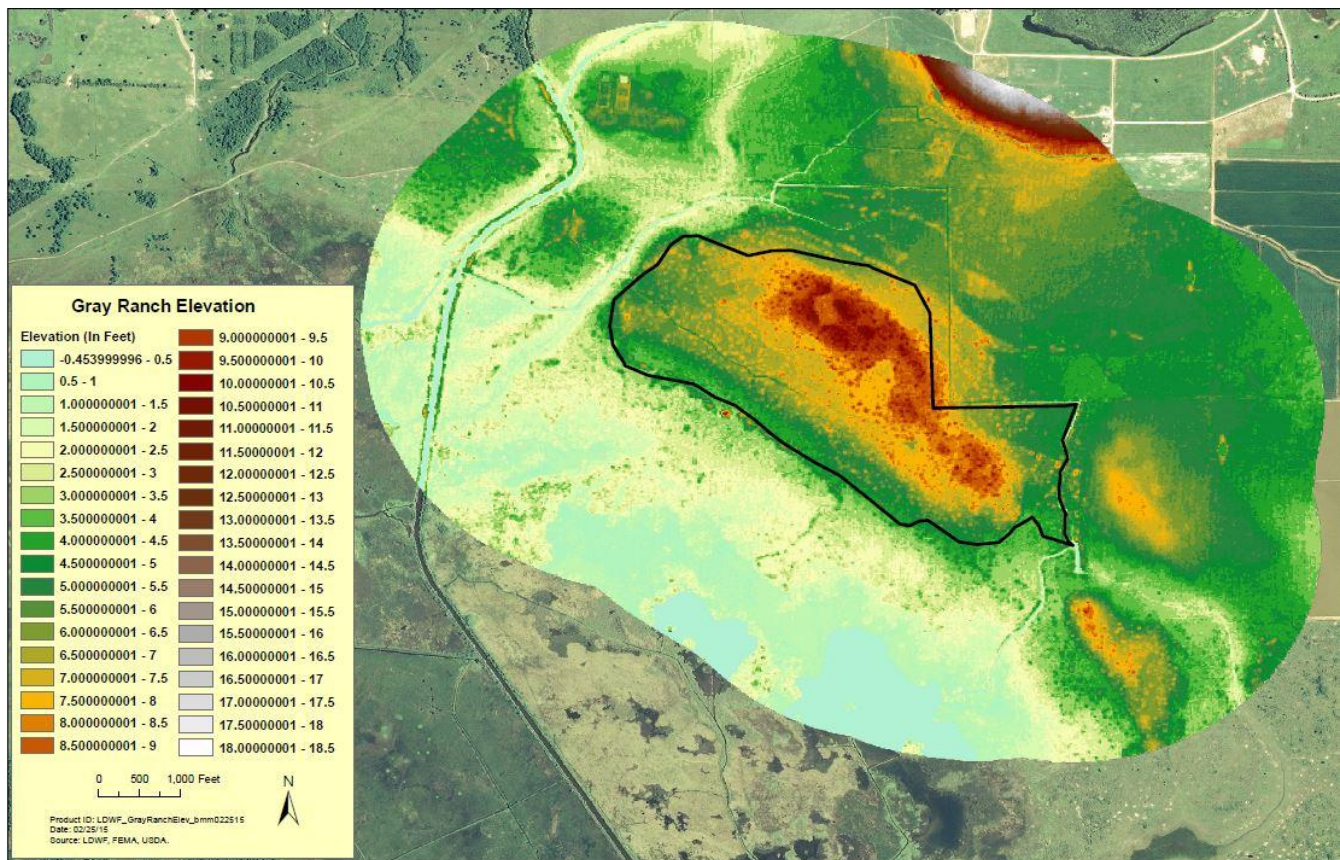 Gray Ranch Elevation
Elevation (In Feet)
-0.453999996 - 0.5
0.5 - 1
1.000000001 - 1.5
1.500000001 - 2
2.000000001 - 2.5
2.500000001 - 3
3.000000001 - 3.5
3.500000001 - 4
4.000000001 - 4.5
4.500000001 - 5
5.000000001 - 5.5
5.500000001 - 6
6.000000001 - 6.5
6.500000001 - 7
7.000000001 - 7.5
7.500000001 - 8
8.000000001 - 8.5
8.500000001 - 9
9.000000001 - 9.5
9.500000001 - 10
10.00000001 - 10.5
10.50000001 - 11
11.00000001 - 11.5
11.50000001 - 12
12.00000001 - 12.5
12.50000001 - 13
13.00000001 - 13.5
13.50000001 - 14
14.00000001 - 14.5
14.50000001 - 15
15.00000001 - 15.5
15.50000001 - 16
16.00000001 - 16.5
16.50000001 - 17
17.00000001 - 17.5
17.50000001 - 18
18.00000001 - 18.5
0 500 1,000 Feet
N
Product ID: LDWF_GrayRanchElev_bmm022515
Date: 02/25/15
Source: LDWF, FEMA, USDA.